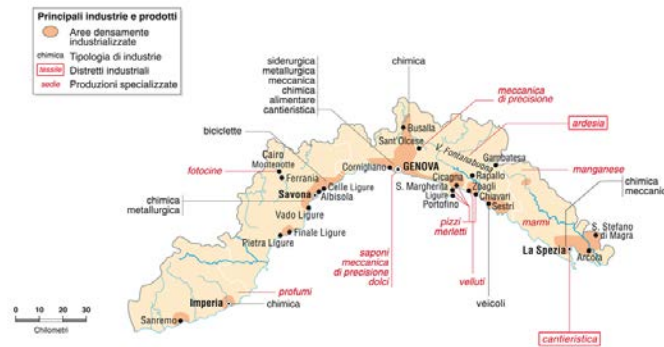 Principali industrie e prodotti
Aree densamente
industrializzate
chimica Tipologia di industrie
tessile Distretti industriali
sedie Produzioni specializzate
siderurgica
metallurgica
meccanica
chimica
alimentare
cantieristica
chimica
meccanica
di precisione
ardesia
biciclette
Busalla
Sant'Olcese
V. Fontanabuona
Gambatesa
Cairo
Montenotte
fotocine
Ferrania
Cornigliano
GENOVA
manganese
Cicagna
Rapallo
Celle Ligure
Savona
Albisola
S. Margherita
Ligure
Portofino
Zoagli
Chiavari
Sestri
chimica
meccanica
chimica
metallurgica
Vado Ligure
pizzi
merletti
marmi
S. Stefano
di Magra
Finale Ligure
Pietra Ligure
saponi
meccanica
di precisione
dolci
velluti
La Spezia
Arcola
profumi
veicoli
Imperia
chimica
Sanremo
cantieristica
0 10 20 30
Chilometri